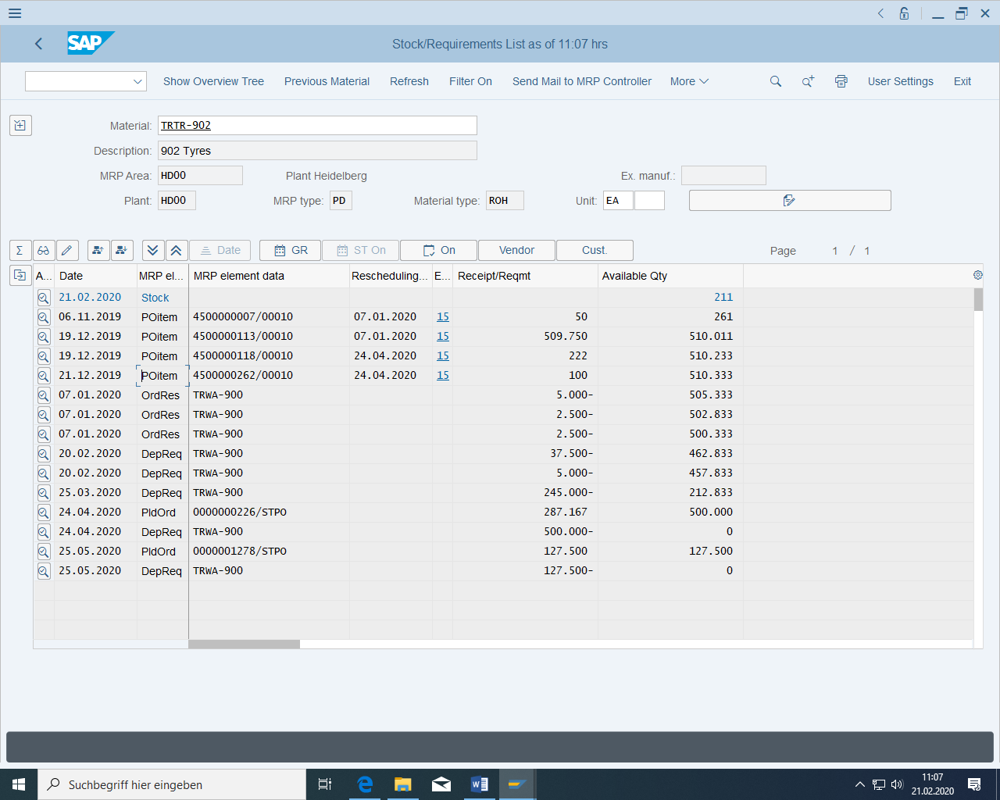 SAP
Stock/Requirements List as of 11:07 hrs
Show Overview Tree Previous Material Refresh Filter On Send Mail to MRP Controller More User Settings Exit
Material: TRTR-902
Description: 902 Tyres
MRP Area: HD00 Plant Heidelberg Ex. manuf.:
Plant: HD00 MRP type: PD Material type: ROH Unit: EA
Σ Date GR ST On On Vendor Cust. Page 1 / 1
A... Date MRP el... MRP element data Rescheduling... E... Receipt/Reqmt Available Qty
21.02.2020 Stock 211
06.11.2019 POitem 4500000007/00010 07.01.2020 15 50 261
19.12.2019 POitem 4500000113/00010 07.01.2020 15 509.750 510.011
19.12.2019 POitem 4500000118/00010 24.04.2020 15 222 510.233
21.12.2019 POitem 4500000262/00010 24.04.2020 15 100 510.333
07.01.2020 OrdRes TRWA-900 5.000- 505.333
07.01.2020 OrdRes TRWA-900 2.500- 502.833
07.01.2020 OrdRes TRWA-900 2.500- 500.333
20.02.2020 DepReq TRWA-900 37.500- 462.833
20.02.2020 DepReq TRWA-900 5.000- 457.833
25.03.2020 DepReq TRWA-900 245.000- 212.833
24.04.2020 PldOrd 0000000226/STPO 287.167 500.000
24.04.2020 DepReq TRWA-900 500.000- 0
25.05.2020 PldOrd 0000001278/STPO 127.500 127.500
25.05.2020 DepReq TRWA-900 127.500- 0
Suchbegriff hier eingeben
11:07
21.02.2020